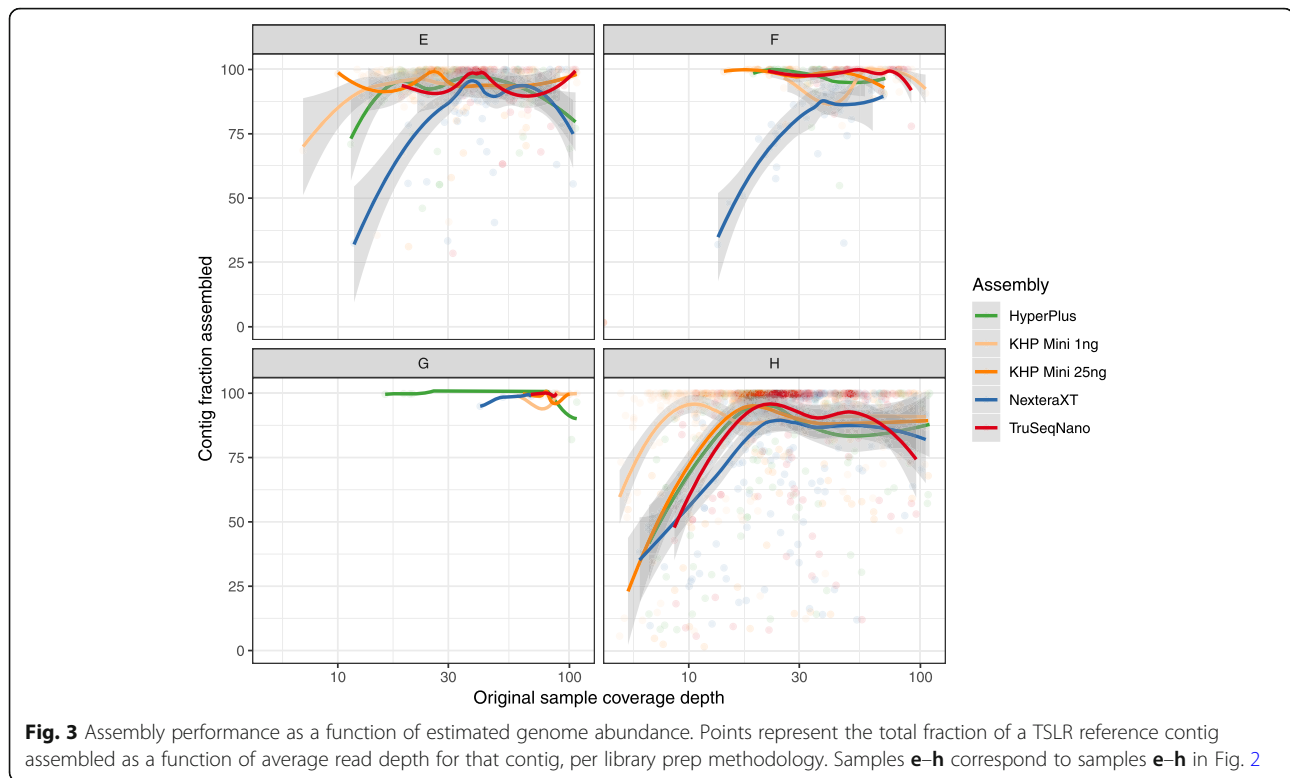 E
F
100
75
50
25
0
G
H
100
75
50
25
0
10
30
100
10
30
100
Contig fraction assembled
Original sample coverage depth
Assembly
HyperPlus
KHP Mini 1ng
KHP Mini 25ng
NexteraXT
TruSeqNano
Fig. 3 Assembly performance as a function of estimated genome abundance. Points represent the total fraction of a TSLR reference contig
assembled as a function of average read depth for that contig, per library prep methodology. Samples e–h correspond to samples e–h in Fig. 2